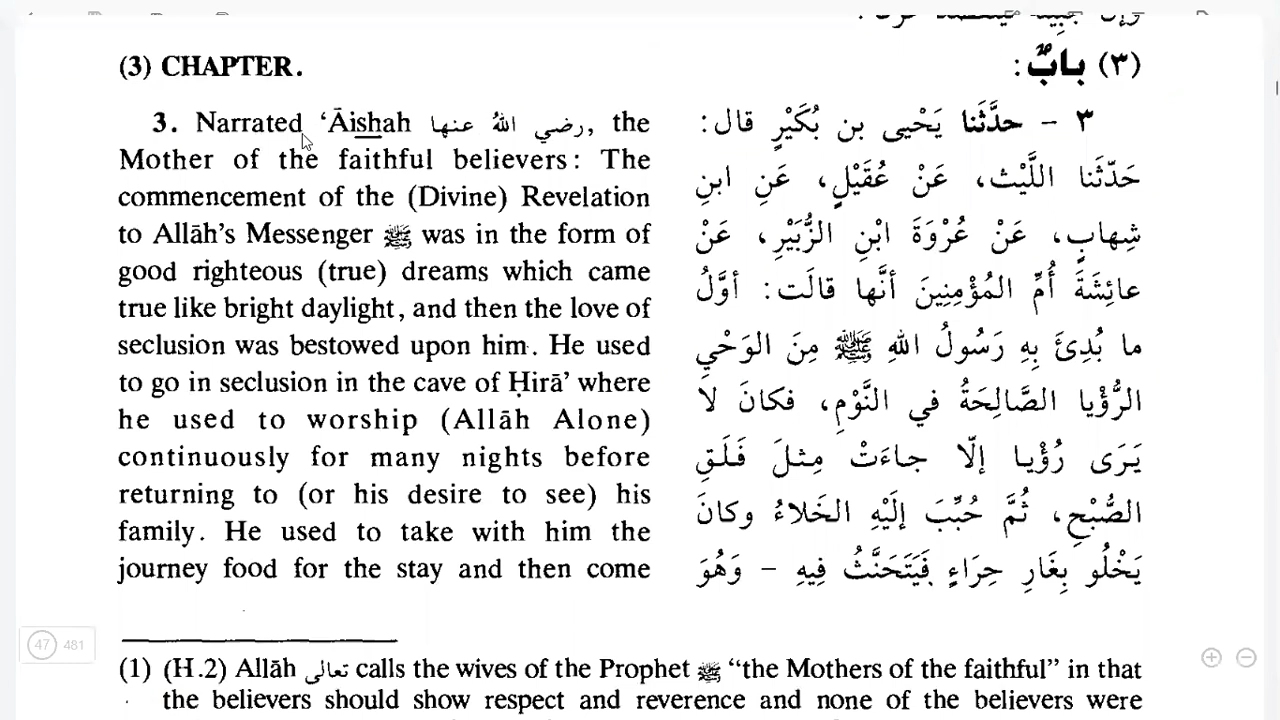 (3) CHAPTER.
3. Narrated ‘Āishah رضي الله عنها, the
Mother of the faithful believers: The
commencement of the (Divine) Revelation
to Allāh’s Messenger ﷺ was in the form of
good righteous (true) dreams which came
true like bright daylight, and then the love of
seclusion was bestowed upon him. He used
to go in seclusion in the cave of Ḥirā’ where
he used to worship (Allāh Alone)
continuously for many nights before
returning to (or his desire to see) his
family. He used to take with him the
journey food for the stay and then come
(٣) بابٌ:
٣ - حدَّثَنا يَحْيى بن بُكَيْرٍ قال:
حَدّثَنا اللَّيْث، عَنْ عُقَيْلٍ، عَنِ ابنِ
شِهابٍ، عَنْ عُرْوَةَ ابْنِ الزُّبَيْرِ، عَنْ
عائِشَةَ أُمِّ المُؤْمِنِينَ أنَّها قالَت: أوَّلُ
ما بُدِئَ بِهِ رَسُولُ اللهِ ﷺ مِنَ الوَحْيِ
الرُّؤْيا الصَّالِحَةُ في النَّوْمِ، فكانَ لا
يَرَى رُؤْيا إلّا جاءَتْ مِثلَ فَلَقِ
الصُّبْحِ، ثُمَّ حُبِّبَ إلَيْهِ الخَلاءُ وكانَ
يَخْلُو بِغَارِ حِرَاءٍ فَيَتَحَنَّثُ فِيهِ - وَهُوَ
(1) (H.2) Allāh تعالى calls the wives of the Prophet ﷺ “the Mothers of the faithful” in that
the believers should show respect and reverence and none of the believers were
47 481